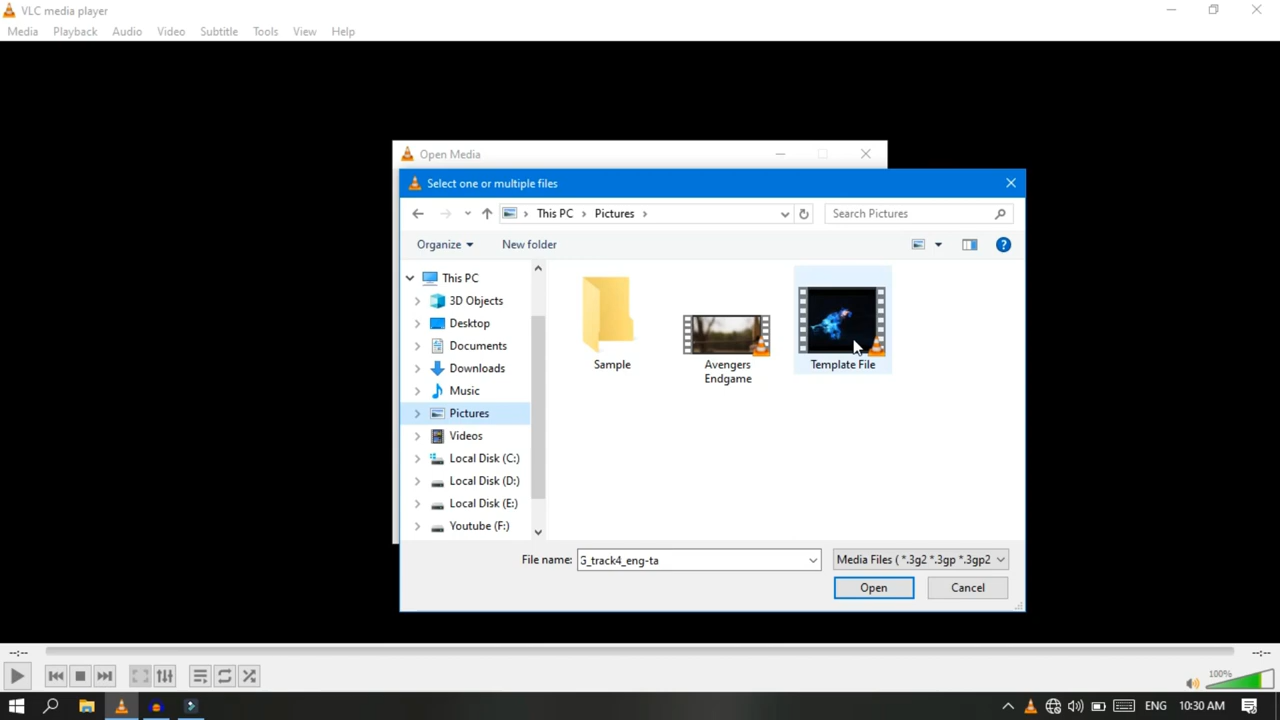 VLC media player
Media Playback Audio Video Subtitle Tools View Help
Open Media
Select one or multiple files
This PC Pictures
Search Pictures
Organize New folder
This PC
3D Objects
Desktop
Documents
Downloads
Music
Pictures
Videos
Local Disk (C:)
Local Disk (D:)
Local Disk (E:)
Youtube (F:)
Sample
Avengers
Endgame
Template File
File name: G_track4_eng-ta
Media Files ( *.3g2 *.3gp *.3gp2
Open Cancel
--:-- --:--
100%
ENG 10:30 AM